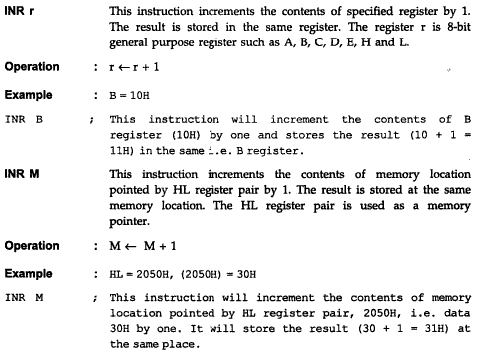 INR r This instruction increments the contents of specified register by 1.
The result is stored in the same register. The register r is 8-bit
general purpose register such as A, B, C, D, E, H and L.
Operation : r ← r + 1
Example : B = 10H
INR B ; This instruction will increment the contents of B
register (10H) by one and stores the result (10 + 1 =
11H) in the same i.e. B register.
INR M This instruction increments the contents of memory location
pointed by HL register pair by 1. The result is stored at the same
memory location. The HL register pair is used as a memory
pointer.
Operation : M ← M + 1
Example : HL = 2050H, (2050H) = 30H
INR M ; This instruction will increment the contents of memory
location pointed by HL register pair, 2050H, i.e. data
30H by one. It will store the result (30 + 1 = 31H) at
the same place.